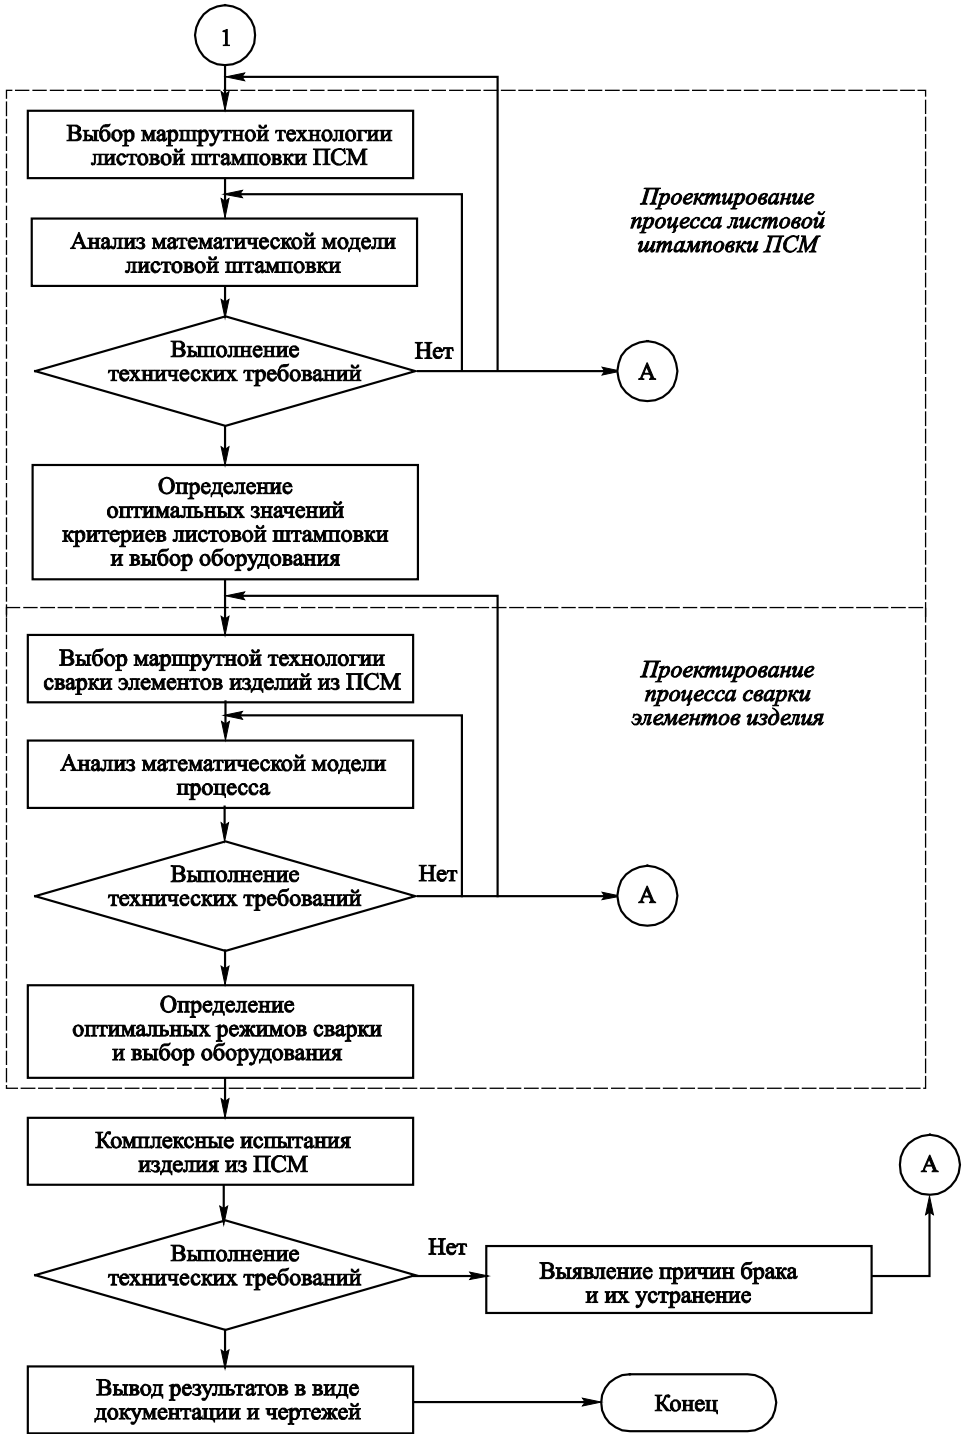 1
Выбор маршрутной технологии
листовой штамповки ПСМ
Проектирование
процесса листовой
штамповки ПСМ
Анализ математической модели
листовой штамповки
Выполнение
технических требований
Нет
А
Определение
оптимальных значений
критериев листовой штамповки
и выбор оборудования
Выбор маршрутной технологии
сварки элементов изделий из ПСМ
Проектирование
процесса сварки
элементов изделия
Анализ математической модели
процесса
Выполнение
технических требований
Нет
А
Определение
оптимальных режимов сварки
и выбор оборудования
Комплексные испытания
изделия из ПСМ
А
Выполнение
технических требований
Нет
Выявление причин брака
и их устранение
Вывод результатов в виде
документации и чертежей
Конец